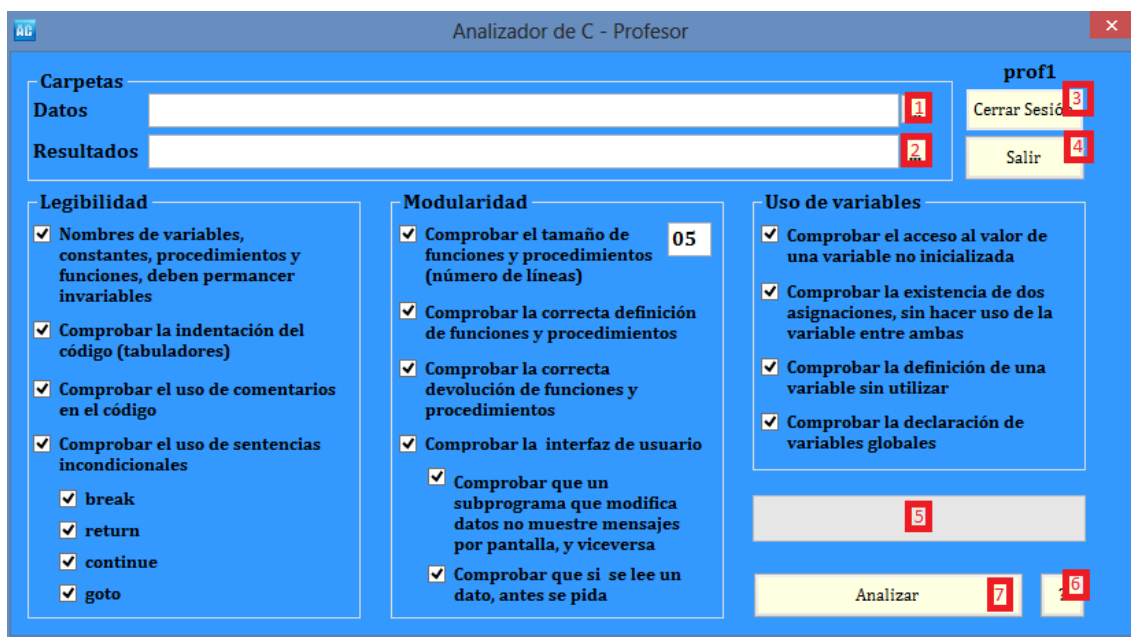 AC
Analizador de C - Profesor
×
Carpetas
Datos
1
Resultados
2
...
prof1
Cerrar Sesión
3
Salir
4
Legibilidad
Nombres de variables,
constantes, procedimientos y
funciones, deben permancer
invariables
Comprobar la indentación del
código (tabuladores)
Comprobar el uso de comentarios
en el código
Comprobar el uso de sentencias
incondicionales
break
return
continue
goto
Modularidad
Comprobar el tamaño de
funciones y procedimientos
(número de líneas)
05
Comprobar la correcta definición
de funciones y procedimientos
Comprobar la correcta
devolución de funciones y
procedimientos
Comprobar la interfaz de usuario
Comprobar que un
subprograma que modifica
datos no muestre mensajes
por pantalla, y viceversa
Comprobar que si se lee un
dato, antes se pida
Uso de variables
Comprobar el acceso al valor de
una variable no inicializada
Comprobar la existencia de dos
asignaciones, sin hacer uso de la
variable entre ambas
Comprobar la definición de una
variable sin utilizar
Comprobar la declaración de
variables globales
5
Analizar
7
?
6